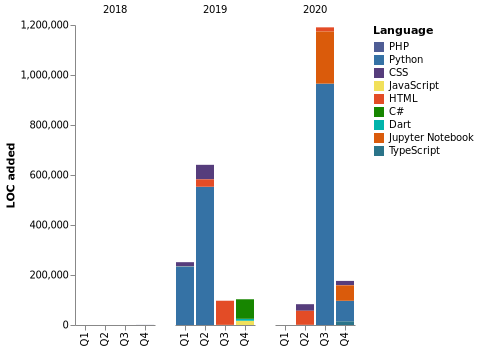 2018 2019 2020
Language
PHP
Python
CSS
JavaScript
HTML
C#
Dart
Jupyter Notebook
TypeScript
LOC added
1,200,000
1,000,000
800,000
600,000
400,000
200,000
0
Q1 Q2 Q3 Q4 Q1 Q2 Q3 Q4 Q1 Q2 Q3 Q4